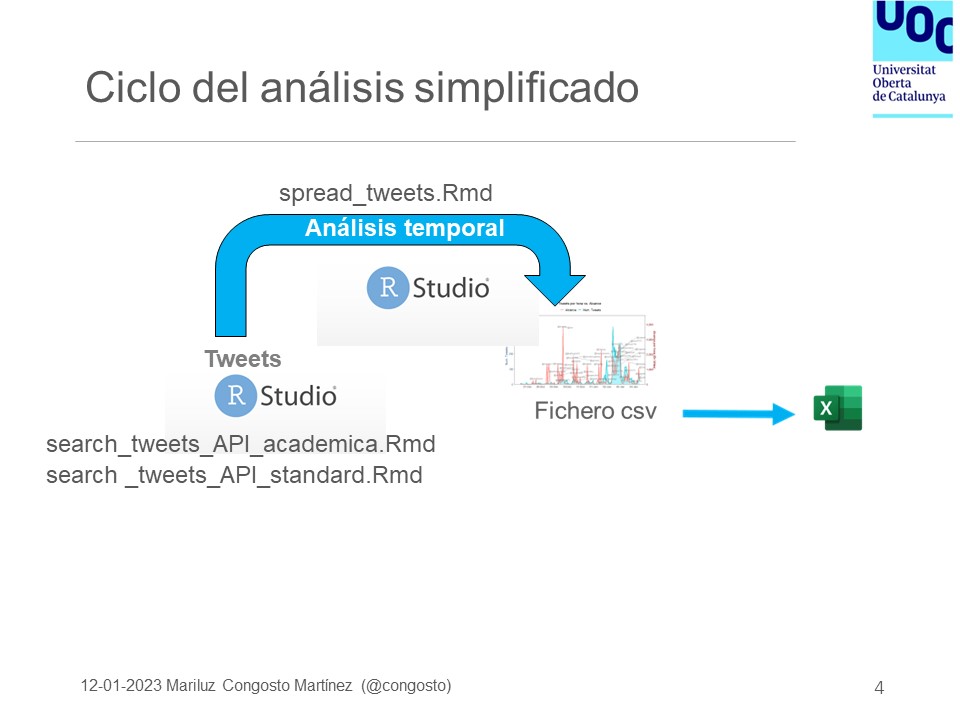 UOC
Universitat
Oberta
de Catalunya
Ciclo del análisis simplificado
spread_tweets.Rmd
Análisis temporal
R Studio
Tweets
R Studio
Fichero csv
X
search_tweets_API_academica.Rmd
search _tweets_API_standard.Rmd
12-01-2023 Mariluz Congosto Martínez (@congosto)
4